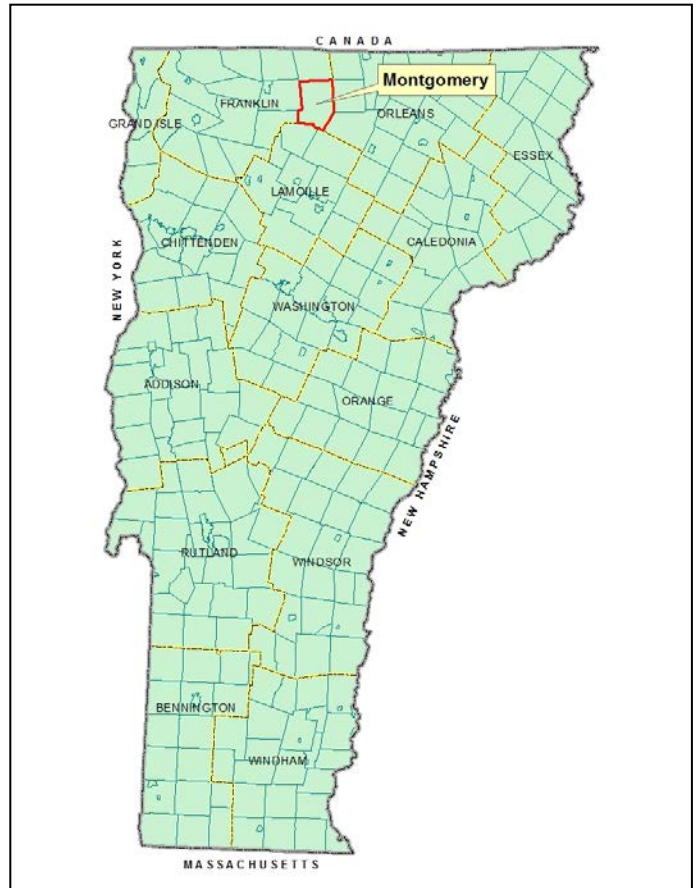 CANADA
Montgomery
FRANKLIN
ORLEANS
GRAND ISLE
ESSEX
LAMOILLE
NEW YORK
CHITTENDEN
CALEDONIA
WASHINGTON
ADDISON
ORANGE
NEW HAMPSHIRE
RUTLAND
WINDSOR
BENNINGTON
WINDHAM
MASSACHUSETTS